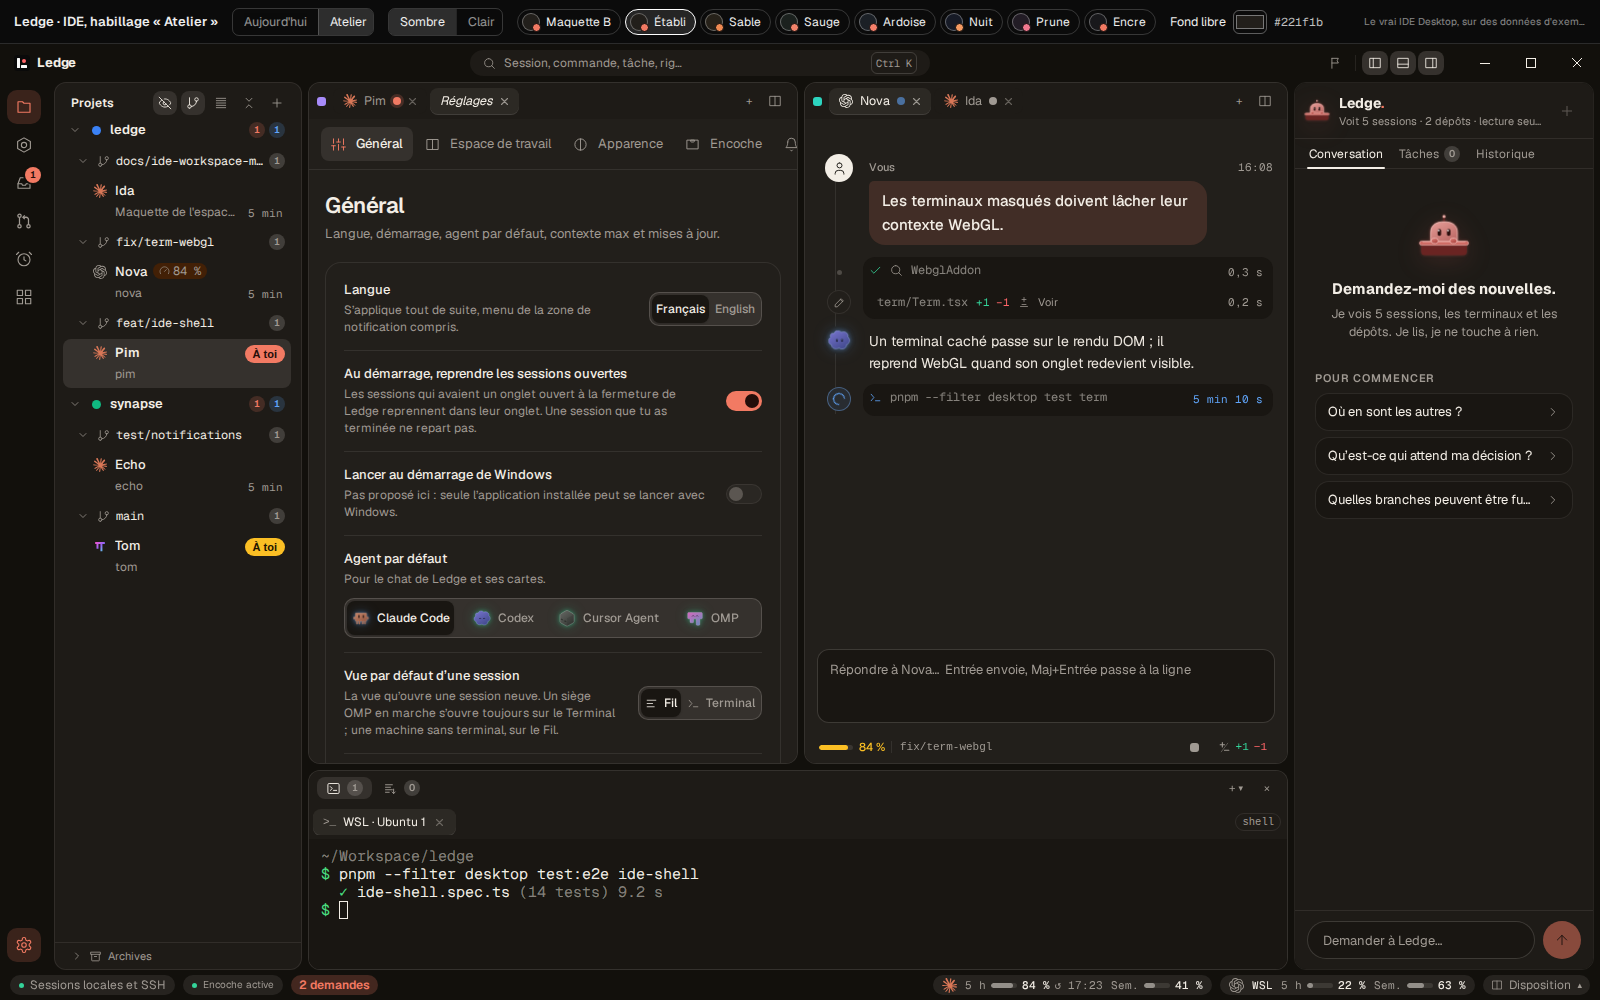 Ledge · IDE, habillage « Atelier »
Aujourd'hui
Atelier
Sombre
Clair
Maquette B
Établi
Sable
Sauge
Ardoise
Nuit
Prune
Encre
Fond libre
#221f1b
Le vrai IDE Desktop, sur des données d'exem…
Ledge
Session, commande, tâche, rig…
Ctrl K
Projets
ledge
1
1
docs/ide-workspace-m…
1
Ida
Maquette de l'espac…
5 min
fix/term-webgl
1
Nova
84 %
nova
5 min
feat/ide-shell
1
Pim
À toi
pim
synapse
1
1
test/notifications
1
Echo
echo
5 min
main
1
Tom
À toi
tom
Archives
1
Pim
Réglages
Général
Espace de travail
Apparence
Encoche
Général
Langue, démarrage, agent par défaut, contexte max et mises à jour.
Langue
S'applique tout de suite, menu de la zone de
notification compris.
Français
English
Au démarrage, reprendre les sessions ouvertes
Les sessions qui avaient un onglet ouvert à la fermeture de
Ledge reprennent dans leur onglet. Une session que tu as
terminée ne repart pas.
Lancer au démarrage de Windows
Pas proposé ici : seule l'application installée peut se lancer avec
Windows.
Agent par défaut
Pour le chat de Ledge et ses cartes.
Claude Code
Codex
Cursor Agent
OMP
Vue par défaut d'une session
La vue qu'ouvre une session neuve. Un siège
OMP en marche s'ouvre toujours sur le Terminal
; une machine sans terminal, sur le Fil.
Fil
Terminal
Nova
Ida
Vous
16:08
Les terminaux masqués doivent lâcher leur
contexte WebGL.
WebglAddon
0,3 s
term/Term.tsx +1 −1
Voir
0,2 s
Un terminal caché passe sur le rendu DOM ; il
reprend WebGL quand son onglet redevient visible.
pnpm --filter desktop test term
5 min 10 s
Répondre à Nova… Entrée envoie, Maj+Entrée passe à la ligne
84 %
fix/term-webgl
+1 −1
1
0
>_ WSL · Ubuntu 1
shell
~/Workspace/ledge
$ pnpm --filter desktop test:e2e ide-shell
✓ ide-shell.spec.ts (14 tests) 9.2 s
$
Ledge.
Voit 5 sessions · 2 dépôts · lecture seu…
Conversation
Tâches
0
Historique
Demandez-moi des nouvelles.
Je vois 5 sessions, les terminaux et les
dépôts. Je lis, je ne touche à rien.
POUR COMMENCER
Où en sont les autres ?
Qu'est-ce qui attend ma décision ?
Quelles branches peuvent être fu…
Demander à Ledge…
Sessions locales et SSH
Encoche active
2 demandes
5 h
84 %
↺ 17:23
Sem.
41 %
WSL
5 h
22 %
Sem.
63 %
Disposition